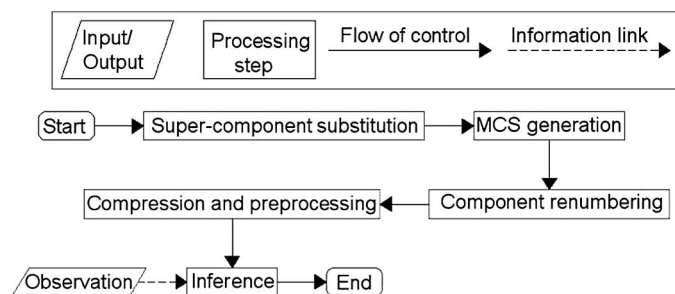 Input/
Output
Processing
step
Flow of control
Information link
Start
Super-component substitution
MCS generation
Component renumbering
Compression and preprocessing
Observation
Inference
End